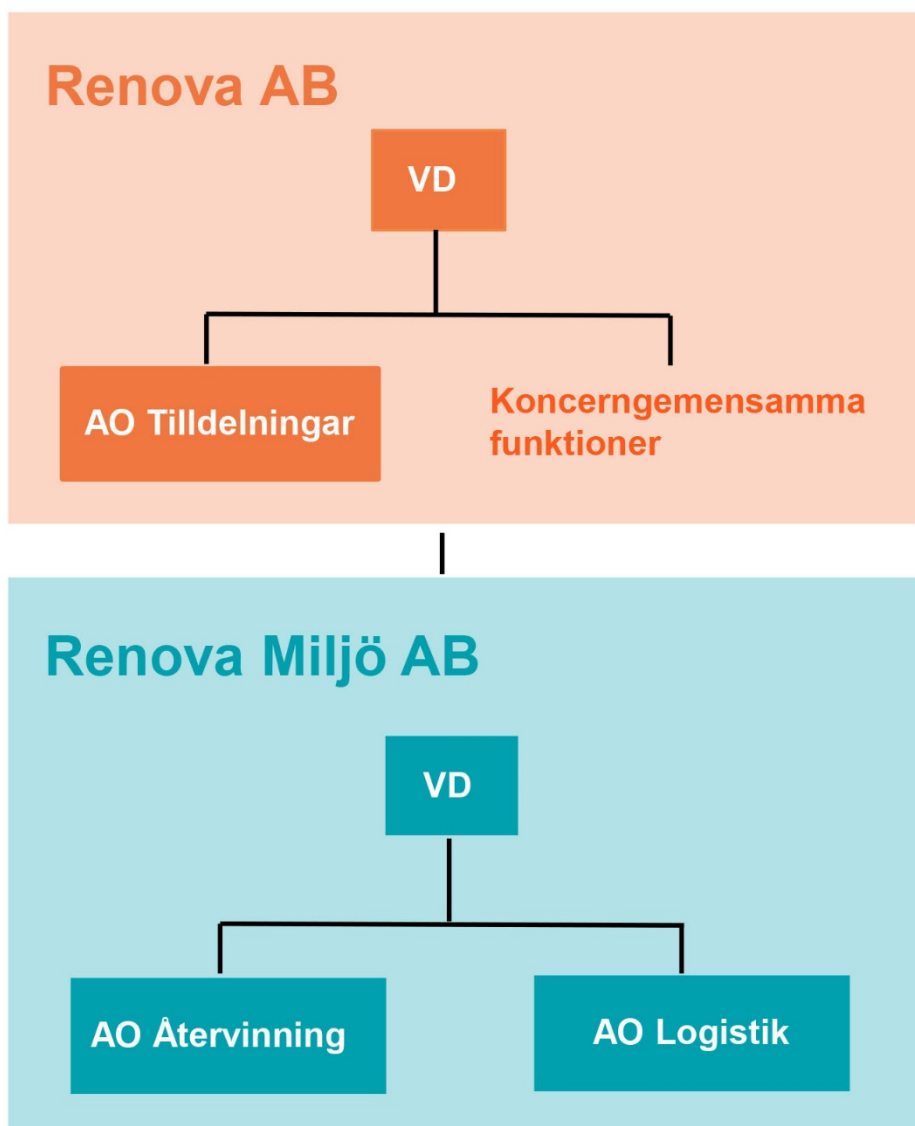 Renova AB
VD
AO Tilldelningar
Koncerngemensamma
funktioner
Renova Miljö AB
VD
AO Återvinning
AO Logistik